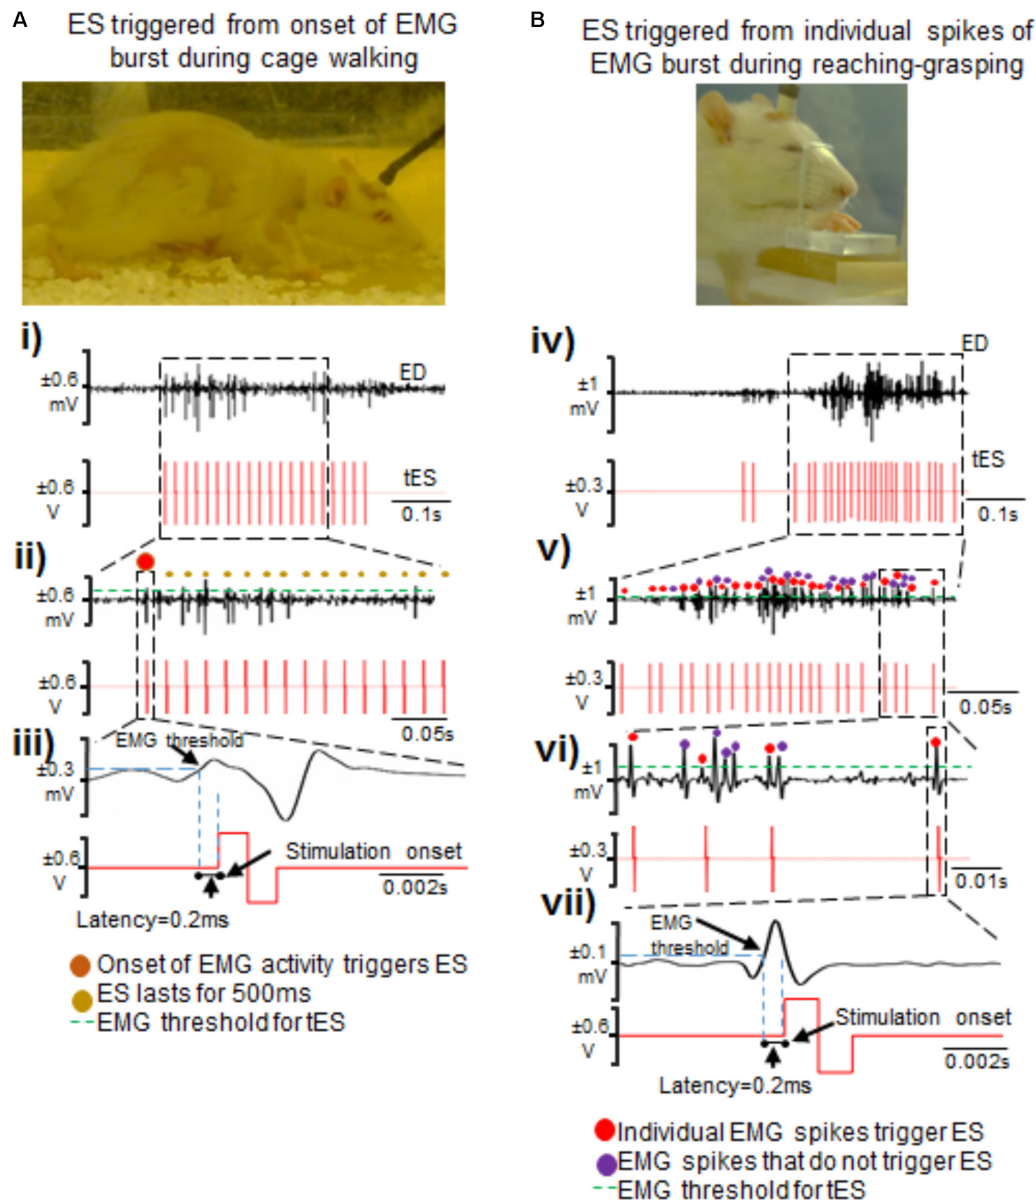 A
ES triggered from onset of EMG
burst during cage walking
i)
±0.6
mV
ED
±0.6
V
tES
0.1s
ii)
±0.6
mV
±0.6
V
0.05s
iii)
EMG threshold
±0.3
mV
±0.6
V
Stimulation onset
0.002s
Latency=0.2ms
Onset of EMG activity triggers ES
ES lasts for 500ms
EMG threshold for tES
B
ES triggered from individual spikes of
EMG burst during reaching-grasping
iv)
ED
±1
mV
tES
±0.3
V
0.1s
v)
±1
mV
±0.3
V
0.05s
vi)
±1
mV
±0.3
V
0.01s
vii)
EMG
threshold
±0.1
mV
±0.6
V
Stimulation onset
0.002s
Latency=0.2ms
Individual EMG spikes trigger ES
EMG spikes that do not trigger ES
EMG threshold for tES